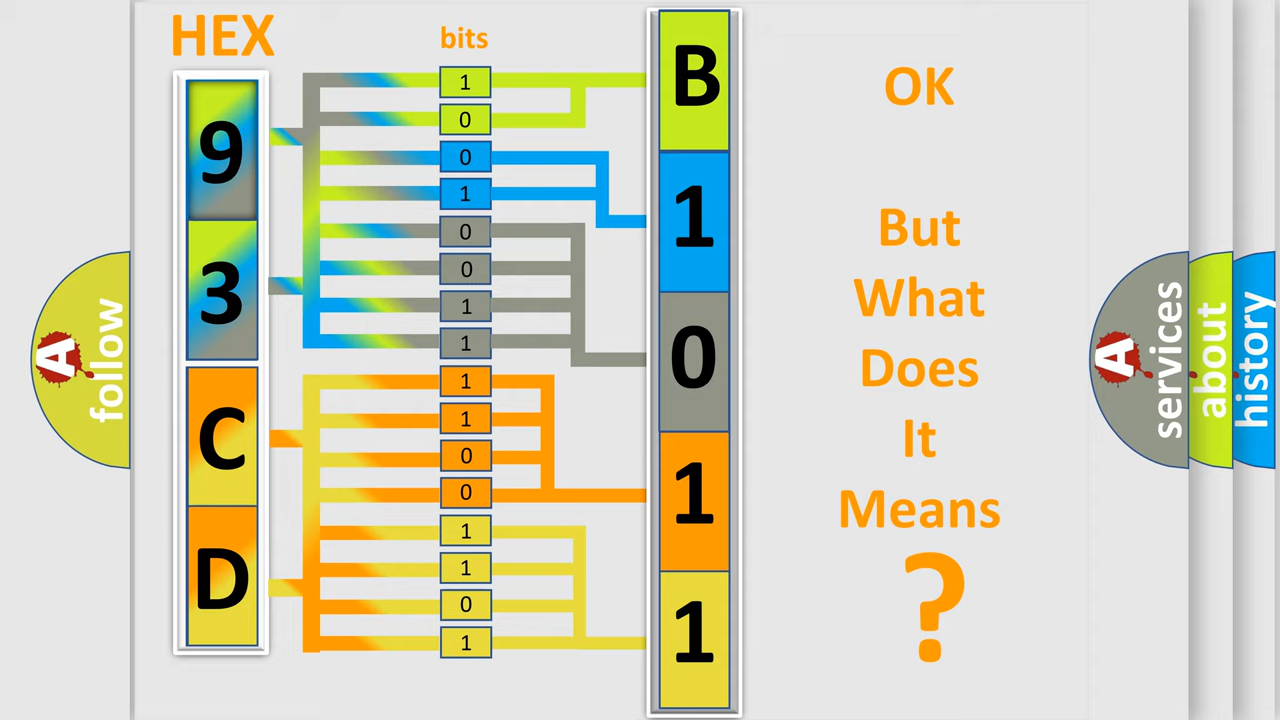 HEX
bits
9
3
C
D
1
0
0
1
0
0
1
1
1
1
0
0
1
1
0
1
B
1
0
1
1
OK
But
What
Does
It
Means
?
A
follow
A
services
about
history